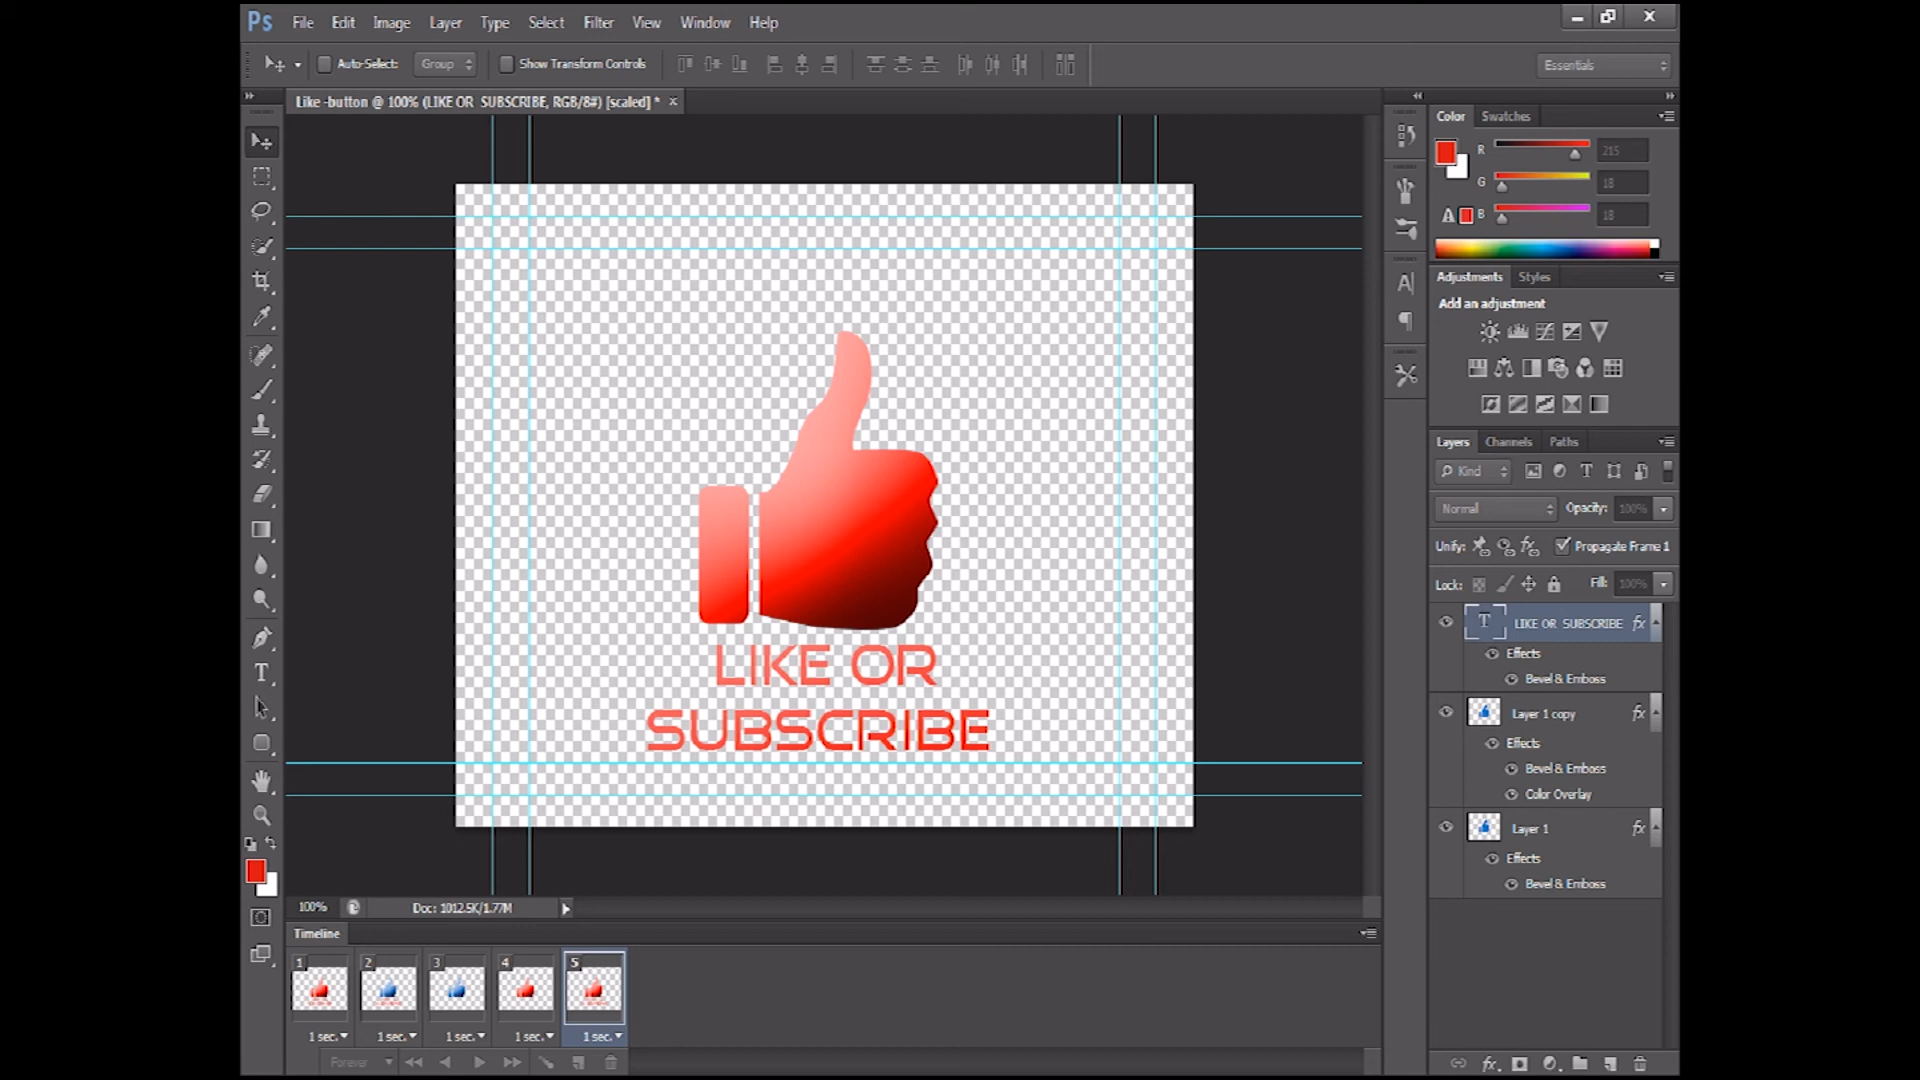 Ps File Edit Image Layer Type Select Filter View Window Help
Auto-Select: Group Show Transform Controls Essentials
Like -button @ 100% (LIKE OR SUBSCRIBE, RGB/8#) [scaled] * ×
Color Swatches
R 215
G 18
B 18
Adjustments Styles
Add an adjustment
Layers Channels Paths
Kind
Normal Opacity: 100%
Unify: Propagate Frame 1
Lock: Fill: 100%
T LIKE OR SUBSCRIBE fx
Effects
Bevel & Emboss
Layer 1 copy fx
Effects
Bevel & Emboss
Color Overlay
Layer 1 fx
Effects
Bevel & Emboss
LIKE OR
SUBSCRIBE
100% Doc: 1012.5K/1.77M
Timeline
1 2 3 4 5
1 sec. 1 sec. 1 sec. 1 sec. 1 sec.
Forever